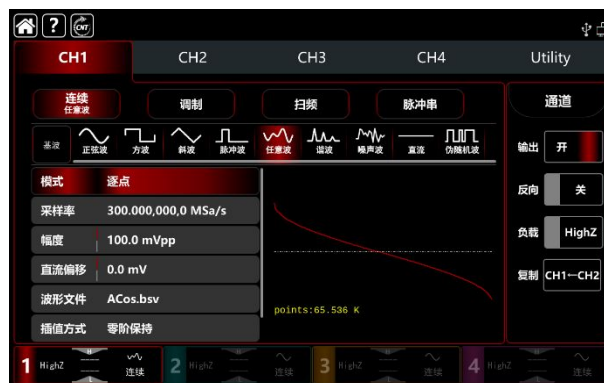 ? CNT
CH1 CH2 CH3 CH4 Utility
连续 调制 扫频 脉冲串 通道
任意波
基波 正弦波 方波 斜波 脉冲波 任意波 谐波 噪声波 直流 伪随机波
输出 开
模式 逐点
反向 关
采样率 300.000,000,0 MSa/s
幅度 100.0 mVpp
负载 HighZ
直流偏移 0.0 mV
复制 CH1←CH2
波形文件 ACos.bsv
points:65.536 K
插值方式 零阶保持
1 HighZ 连续 2 HighZ 连续 3 HighZ 连续 4 HighZ 连续